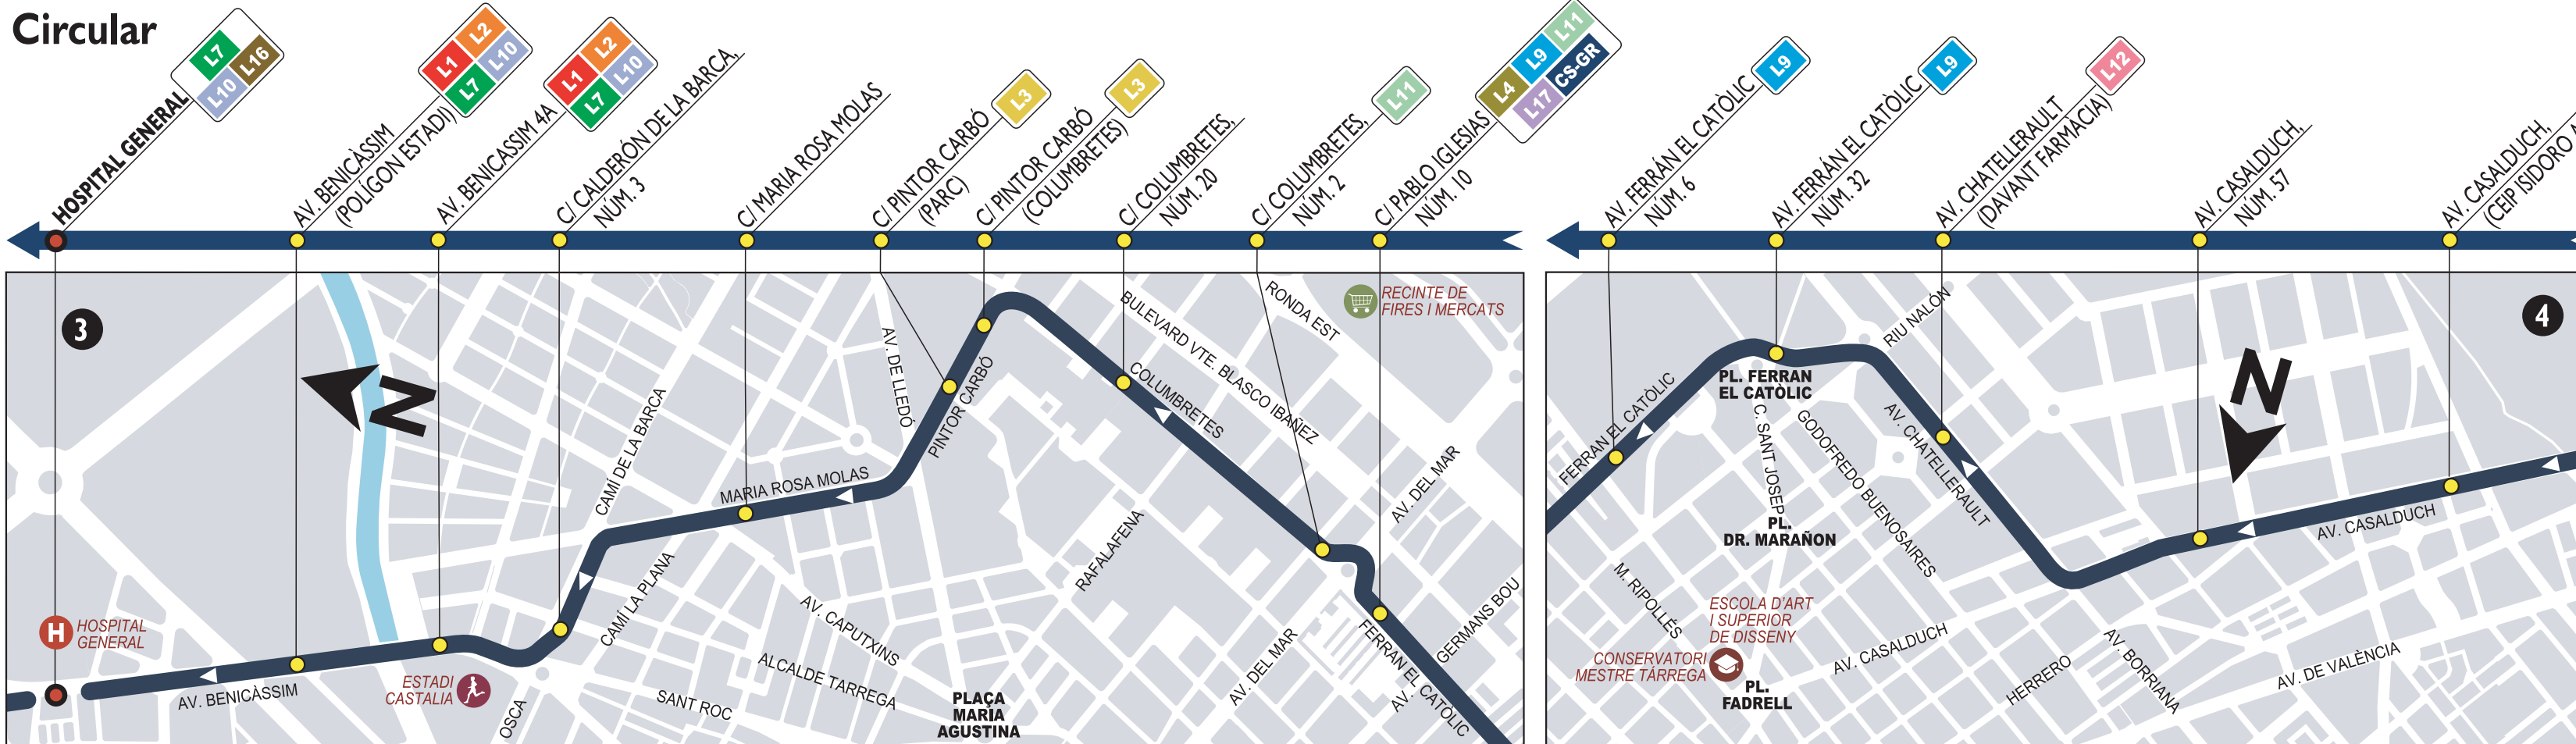 Circular
L7
L10
L16
HOSPITAL GENERAL
L1
L2
L7
L10
AV. BENICÀSSIM
(POLÍGON ESTADI)
L1
L2
L7
L10
AV. BENICASSIM 4A
C/ CALDERÓN DE LA BARCA,
NÚM. 3
C/ MARIA ROSA MOLAS
L3
C/ PINTOR CARBÓ
(PARC)
L3
C/ PINTOR CARBÓ
(COLUMBRETES)
C/ COLUMBRETES,
NÚM. 20
L11
C/ COLUMBRETES,
NÚM. 2
L4
L9
L11
L17
CS-GR
C/ PABLO IGLESIAS
NÚM. 10
L9
AV. FERRÁN EL CATÒLIC
NÚM. 6
L9
AV. FERRÁN EL CATÒLIC
NÚM. 32
L12
AV. CHATELLERAULT
(DAVANT FARMÀCIA)
AV. CASALDUCH,
NÚM. 57
AV. CASALDUCH,
(CEIP ISIDORO A
3
N
HOSPITAL
GENERAL
AV. BENICÀSSIM
ESTADI
CASTALIA
OSCA
CAMÍ DE LA BARCA
CAMÍ LA PLANA
MARIA ROSA MOLAS
AV. DE LLEDÓ
PINTOR CARBÓ
SANT ROC
ALCALDE TARREGA
AV. CAPUTXINS
PLAÇA
MARIA
AGUSTINA
RAFALAFENA
BULEVARD VTE. BLASCO IBAÑEZ
COLUMBRETES
RONDA EST
RECINTE DE
FIRES I MERCATS
AV. DEL MAR
AV. DEL MAR
GERMANS BOU
AV.
FERRAN EL CATÒLIC
4
N
FERRAN EL CATÒLIC
PL. FERRAN
EL CATÒLIC
RIU NALÓN
C. SANT JOSEP
GODOFREDO BUENOSAIRES
AV. CHATELLERAULT
PL.
DR. MARAÑON
M. RIPOLLÉS
ESCOLA D'ART
I SUPERIOR
DE DISSENY
CONSERVATORI
MESTRE TÁRREGA
PL.
FADRELL
AV. CASALDUCH
HERRERO
AV. BORRIANA
AV. DE VALÈNCIA
AV. CASALDUCH